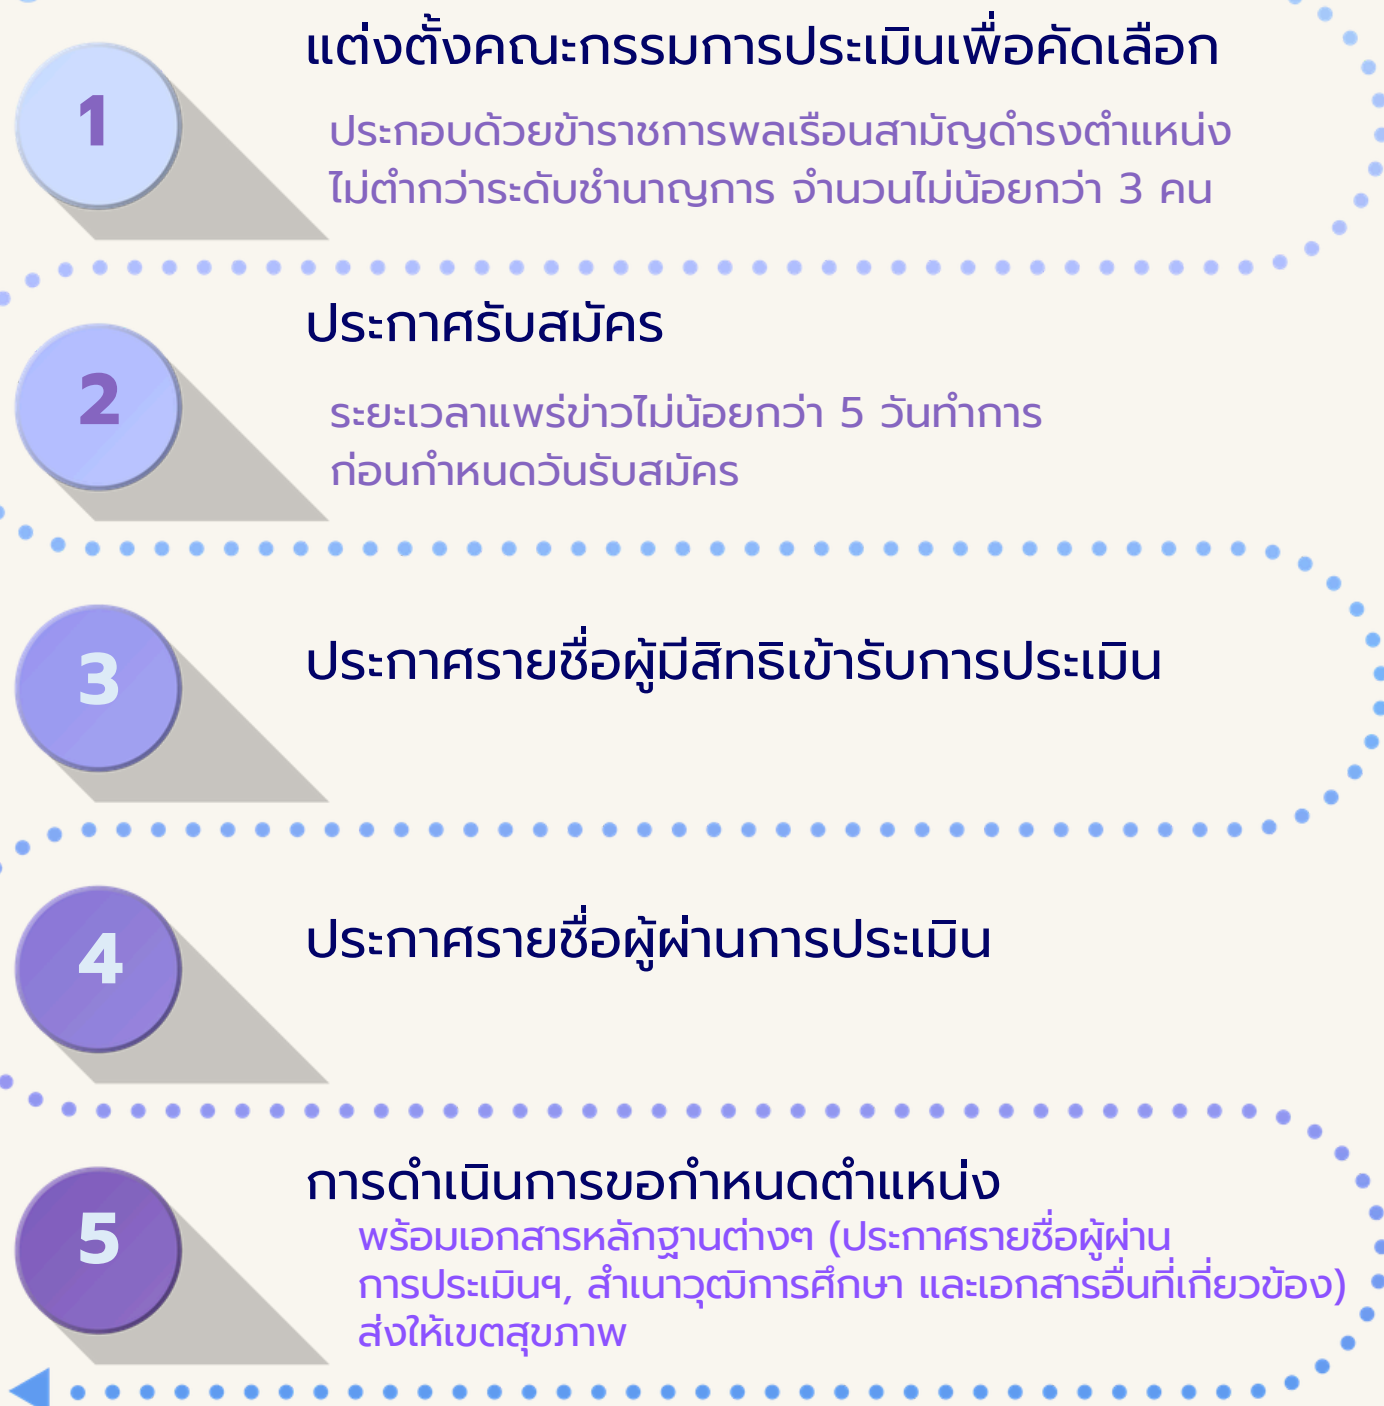 1
แต่งตั้งคณะกรรมการประเมินเพื่อคัดเลือก
ประกอบด้วยข้าราชการพลเรือนสามัญดำรงตำแหน่ง
ไม่ต่ำกว่าระดับชำนาญการ จำนวนไม่น้อยกว่า 3 คน
2
ประกาศรับสมัคร
ระยะเวลาแพร่ข่าวไม่น้อยกว่า 5 วันทำการ
ก่อนกำหนดวันรับสมัคร
3
ประกาศรายชื่อผู้มีสิทธิเข้ารับการประเมิน
4
ประกาศรายชื่อผู้ผ่านการประเมิน
5
การดำเนินการขอกำหนดตำแหน่ง
พร้อมเอกสารหลักฐานต่างๆ (ประกาศรายชื่อผู้ผ่าน
การประเมินฯ, สำเนาวุฒิการศึกษา และเอกสารอื่นที่เกี่ยวข้อง)
ส่งให้เขตสุขภาพ